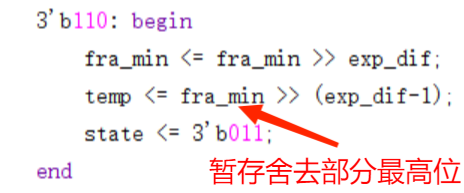 3'b110: begin
fra_min <= fra_min >> exp_dif;
temp <= fra_min >> (exp_dif-1);
state <= 3'b011;
end
暂存舍去部分最高位